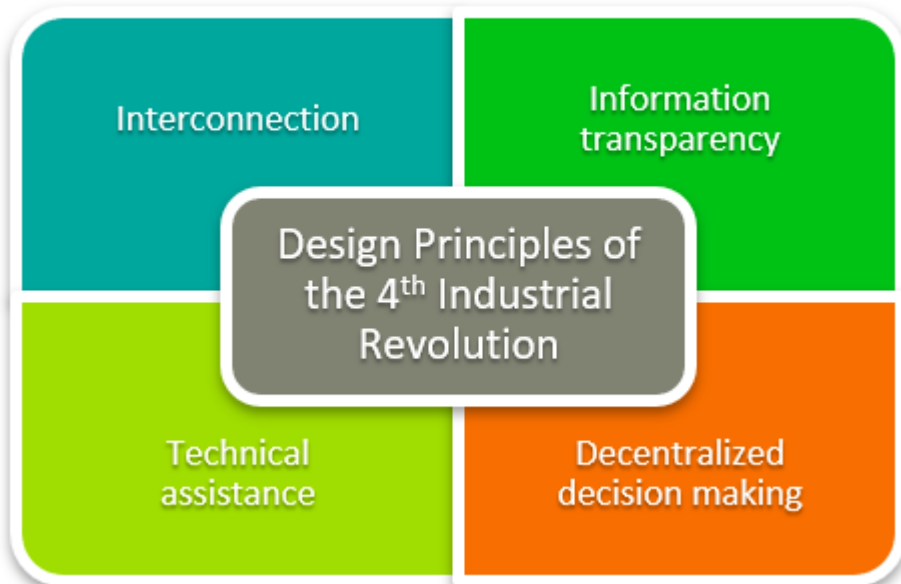 Interconnection
Information
transparency
Design Principles of
the 4th Industrial
Revolution
Technical
assistance
Decentralized
decision making